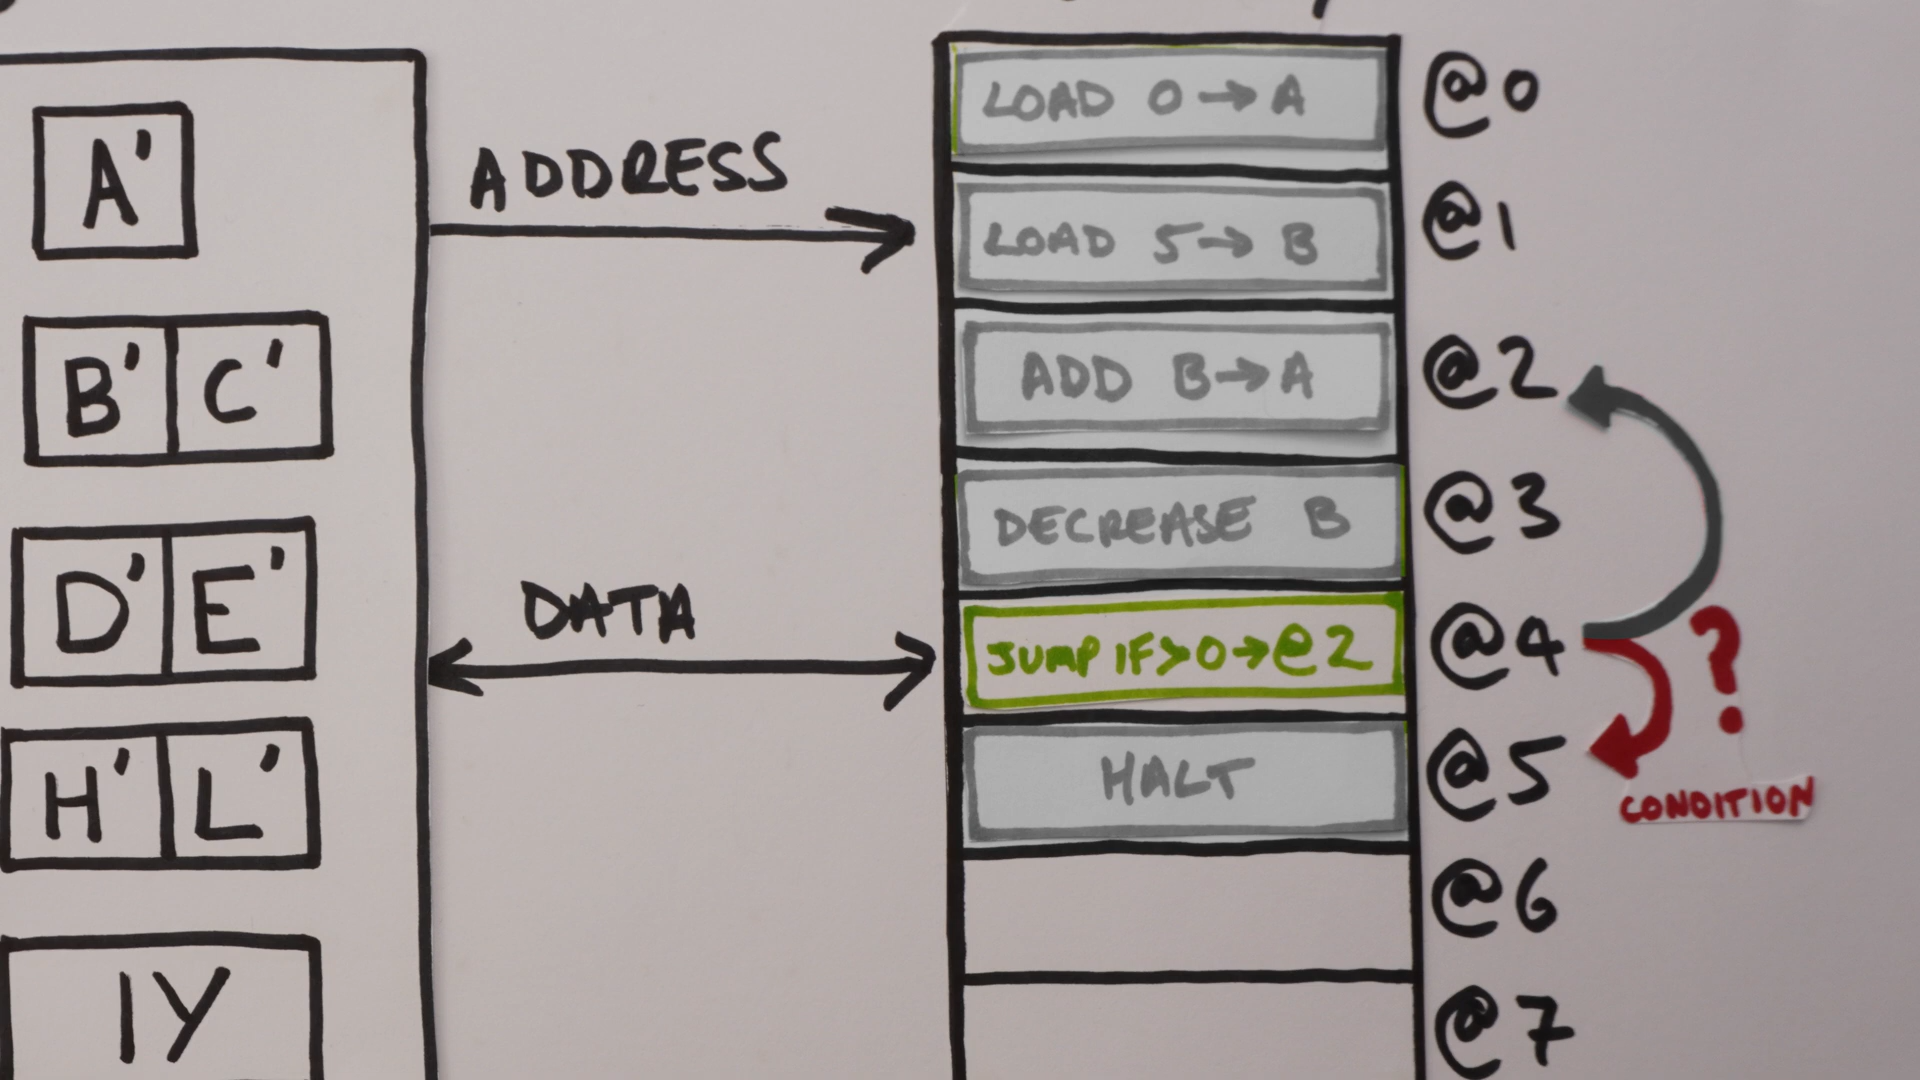 A'
B' C'
D' E'
H' L'
IY
ADDRESS
DATA
LOAD 0→A @0
LOAD 5→B @1
ADD B→A @2
DECREASE B @3
JUMP IF>0→@2 @4
HALT @5
@6
@7
?
CONDITION